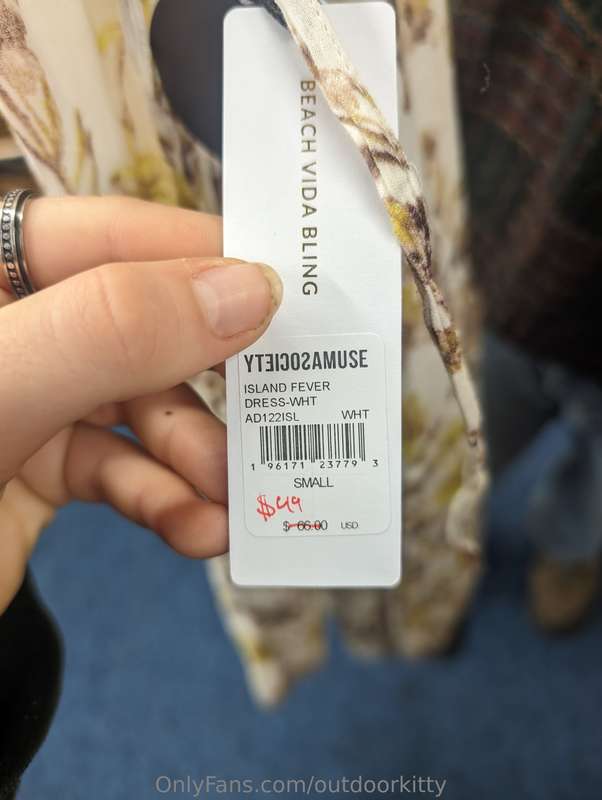 BEACH VIDA BLING
AMUSESOCIETY
ISLAND FEVER
DRESS-WHT
AD122ISL WHT
1 96171 23779 3
SMALL
$49
$ 66.00 USD
OnlyFans.com/outdoorkitty